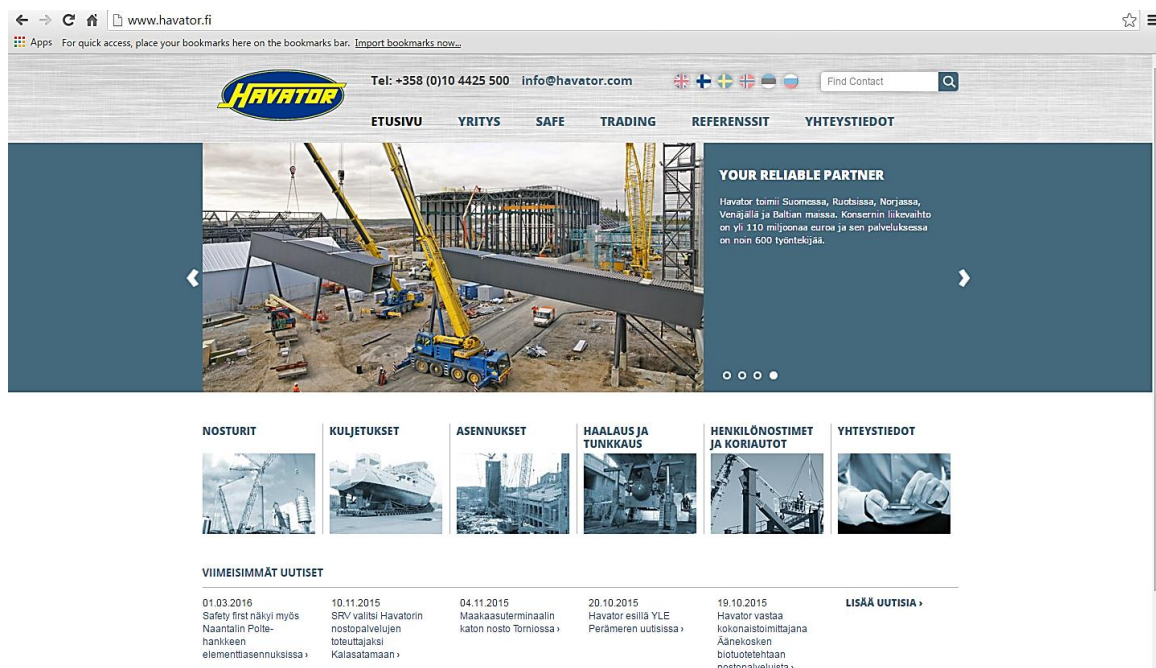 www.havator.fi
Apps For quick access, place your bookmarks here on the bookmarks bar. Import bookmarks now...
HAVATOR
Tel: +358 (0)10 4425 500 info@havator.com
Find Contact
ETUSIVU YRITYS SAFE TRADING REFERENSSIT YHTEYSTIEDOT
YOUR RELIABLE PARTNER
Havator toimii Suomessa, Ruotsissa, Norjassa,
Venäjällä ja Baltian maissa. Konsernin liikevaihto
on yli 110 miljoonaa euroa ja sen palveluksessa
on noin 600 työntekijää.
NOSTURIT
KULJETUKSET
ASENNUKSET
HAALAUS JA
TUNKKAUS
HENKILÖNOSTIMET
JA KORIAUTOT
YHTEYSTIEDOT
VIIMEISIMMÄT UUTISET
01.03.2016
Safety first näkyi myös
Naantalin Polte-
hankkeen
elementtiasennuksissa ›
10.11.2015
SRV valitsi Havatorin
nostopalvelujen
toteuttajaksi
Kalasatamaan ›
04.11.2015
Maakaasuterminaalin
katon nosto Torniossa ›
20.10.2015
Havator esillä YLE
Perämeren uutisissa ›
19.10.2015
Havator vastaa
kokonaistoimittajana
Äänekosken
biotuotetehtaan
nostopalveluista ›
LISÄÄ UUTISIA ›